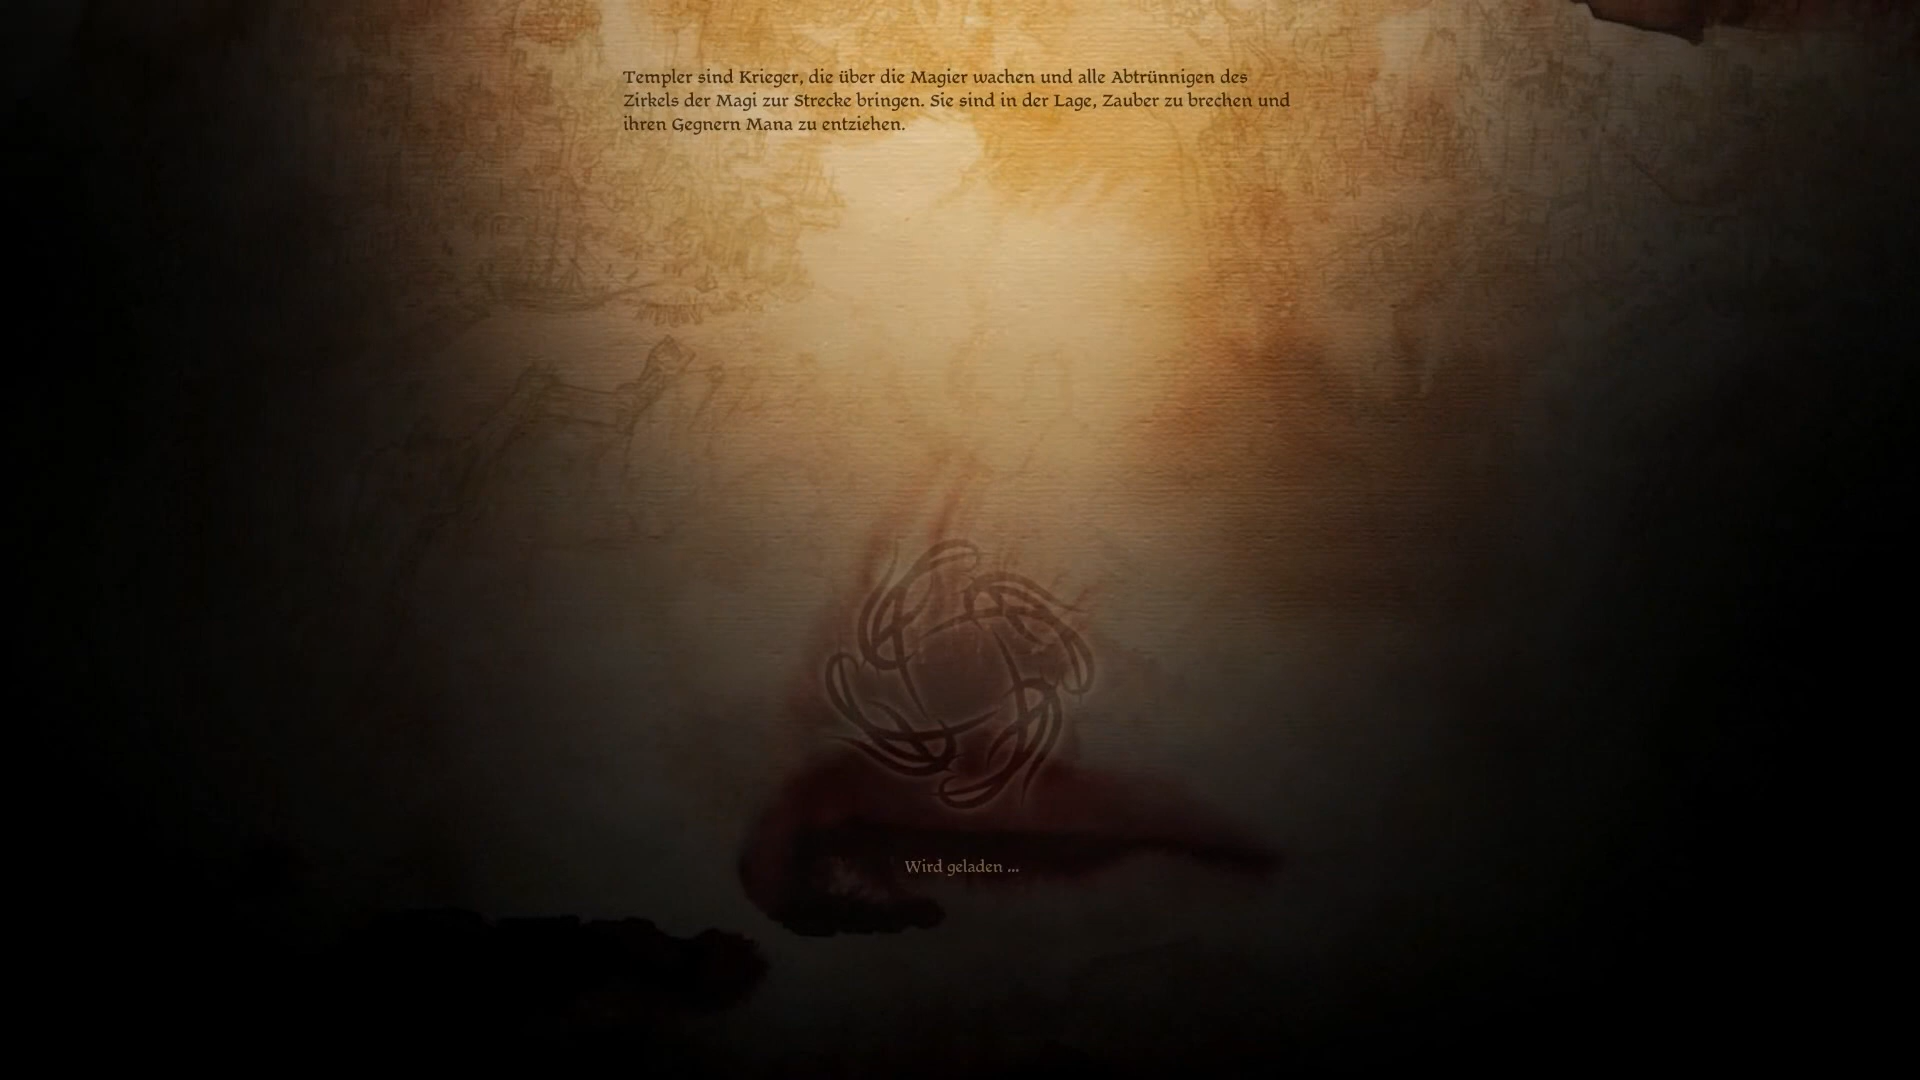 Templer sind Krieger, die über die Magier wachen und alle Abtrünnigen des
Zirkels der Magi zur Strecke bringen. Sie sind in der Lage, Zauber zu brechen und
ihren Gegnern Mana zu entziehen.
Wird geladen ...